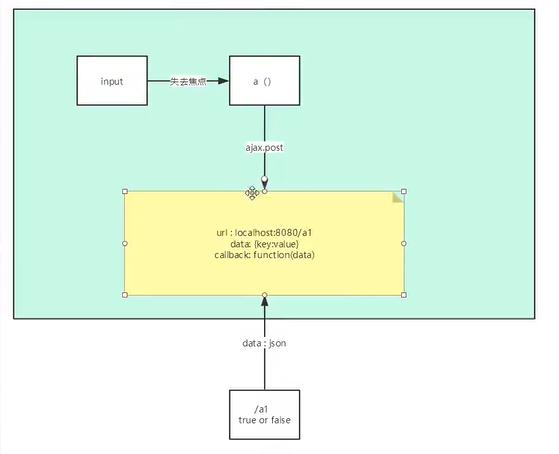 input
失去焦点
a（）
ajax.post
url : localhost:8080/a1
data: {key:value}
callback: function(data)
data : json
/a1
true or false